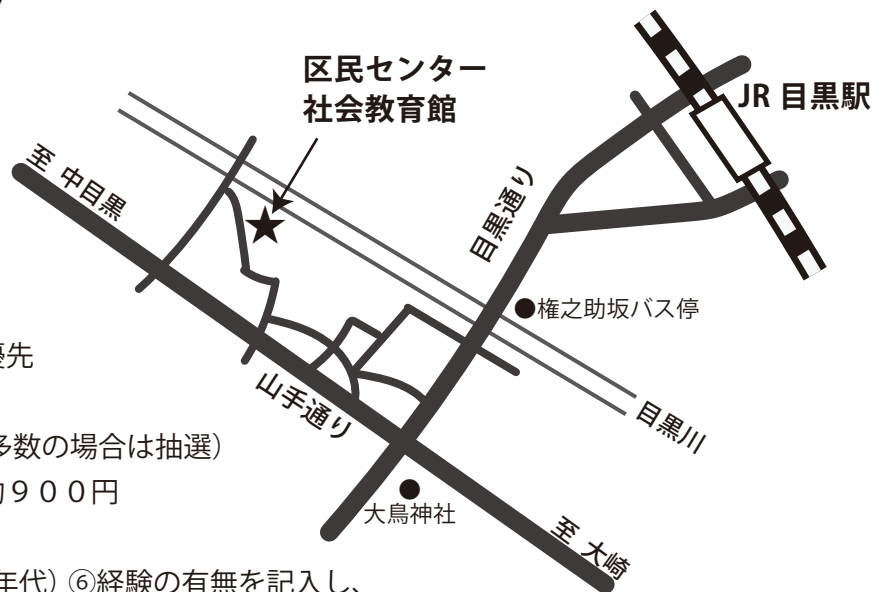 区民センター
社会教育館
JR 目黒駅
至 中目黒
目黒通り
権之助坂バス停
優先
山手通り
目黒川
多数の場合は抽選）
９００円
大鳥神社
至 大崎
年代）⑥経験の有無を記入し、